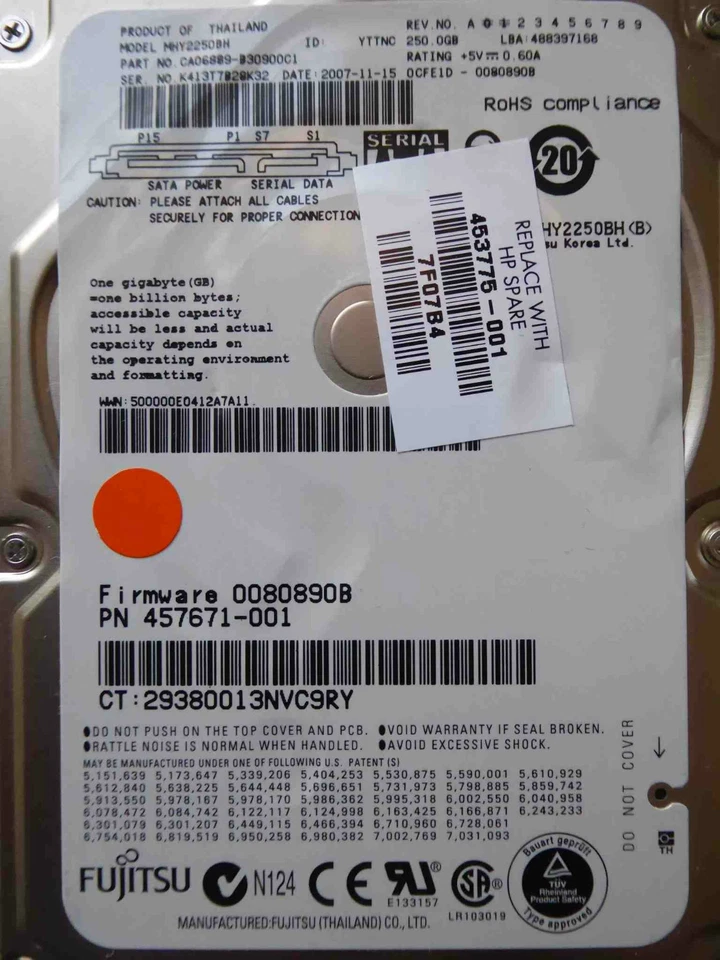 PRODUCT OF THAILAND
REV.NO. A 0 1 2 3 4 5 6 7 8 9
MODEL MHY2250BH ID: YTTNC 250.0GB LBA:488397168
PART NO.CA06889-B30900C1 RATING +5V⎓0.60A
SER. NO.K413T7B28K32 DATE:2007-11-15 0CFE1D - 0080890B
RoHS compliance
P15 P1 S7 S1
SERIAL
20
SATA POWER SERIAL DATA
CAUTION: PLEASE ATTACH ALL CABLES
SECURELY FOR PROPER CONNECTION
HY2250BH(B)
su Korea Ltd.
REPLACE WITH
HP SPARE
453775-001
7F07B4
One gigabyte(GB)
=one billion bytes;
accessible capacity
will be less and actual
capacity depends on
the operating environment
and formatting.
WWN:500000E0412A7A11.
Firmware 0080890B
PN 457671-001
CT:29380013NVC9RY
●DO NOT PUSH ON THE TOP COVER AND PCB. ●VOID WARRANTY IF SEAL BROKEN.
●RATTLE NOISE IS NORMAL WHEN HANDLED. ●AVOID EXCESSIVE SHOCK.
MAY BE MANUFACTURED UNDER ONE OF FOLLOWING U.S. PATENT(S)
5,151,639 5,173,647 5,339,206 5,404,253 5,530,875 5,590,001 5,610,929
5,612,840 5,638,225 5,644,448 5,696,651 5,731,973 5,798,885 5,859,742
5,913,550 5,978,167 5,978,170 5,986,362 5,995,318 6,002,550 6,040,958
6,078,472 6,084,742 6,122,117 6,124,998 6,163,425 6,166,871 6,243,233
6,301,079 6,301,207 6,449,115 6,466,394 6,710,960 6,728,061
6,754,018 6,819,519 6,950,258 6,980,382 7,002,769 7,031,093
DO NOT COVER
TH
FUJITSU N124 CE RU® E133157 SA® LR103019
Bauart geprüft
TÜV
Rheinland
Product Safety
Type approved
MANUFACTURED:FUJITSU (THAILAND) CO., LTD.